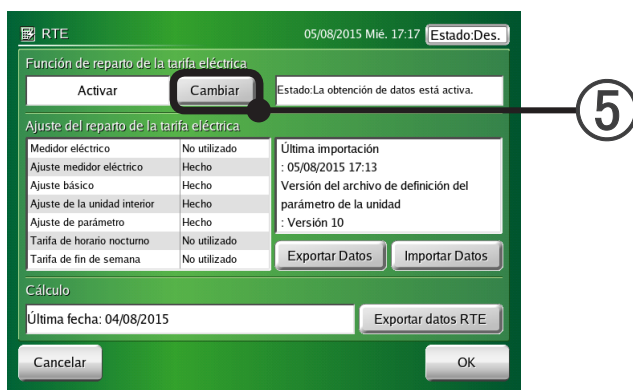 RTE
05/08/2015 Mié. 17:17 Estado:Des.
Función de reparto de la tarifa eléctrica
Activar Cambiar Estado:La obtención de datos está activa.
5
Ajuste del reparto de la tarifa eléctrica
Medidor eléctrico No utilizado
Ajuste medidor eléctrico Hecho
Ajuste básico Hecho
Ajuste de la unidad interior Hecho
Ajuste de parámetro Hecho
Tarifa de horario nocturno No utilizado
Tarifa de fin de semana No utilizado
Última importación
: 05/08/2015 17:13
Versión del archivo de definición del
parámetro de la unidad
: Versión 10
Exportar Datos Importar Datos
Cálculo
Última fecha: 04/08/2015 Exportar datos RTE
Cancelar OK